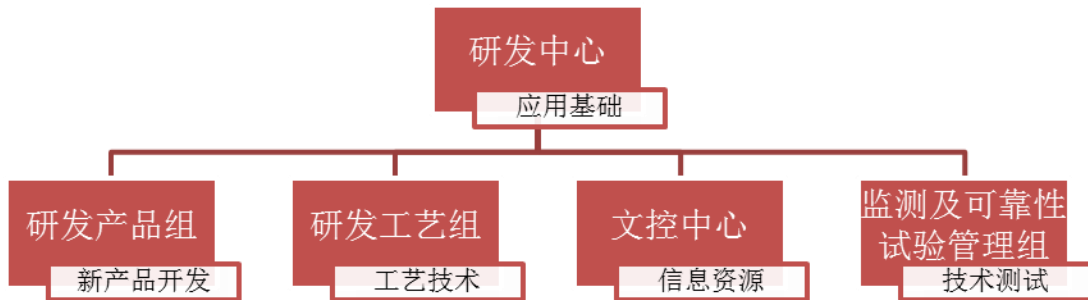 研发中心
应用基础
研发产品组
新产品开发
研发工艺组
工艺技术
文控中心
信息资源
监测及可靠性
试验管理组
技术测试